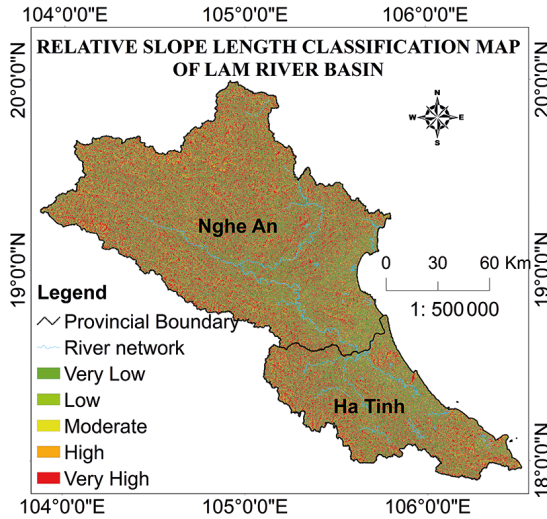 104°0'0"E 105°0'0"E 106°0'0"E
RELATIVE SLOPE LENGTH CLASSIFICATION MAP
OF LAM RIVER BASIN
20°0'0"N
20°0'0"N
N
W E
S
Nghe An
19°0'0"N
19°0'0"N
0 30 60 Km
1: 500 000
Legend
Provincial Boundary
River network
Very Low
Low
Moderate
High
Very High
Ha Tinh
18°0'0"N
104°0'0"E 105°0'0"E 106°0'0"E